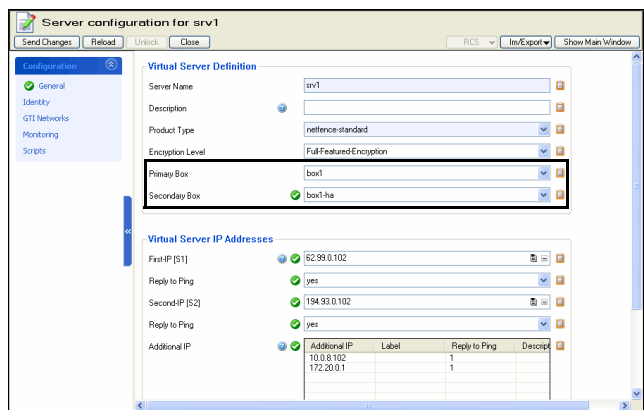 Server configuration for srv1
Send Changes Reload Unlock Close RCS Im/Export Show Main Window
Configuration
General
Identity
GTI Networks
Monitoring
Scripts
Virtual Server Definition
Server Name srv1
Description
Product Type netfence-standard
Encryption Level Full-Featured-Encryption
Primary Box box1
Secondary Box box1-ha
Virtual Server IP Addresses
First-IP [S1] 62.99.0.102
Reply to Ping yes
Second-IP [S2] 194.93.0.102
Reply to Ping yes
Additional IP Additional IP Label Reply to Ping Descript
10.0.8.102 1
172.20.0.1 1